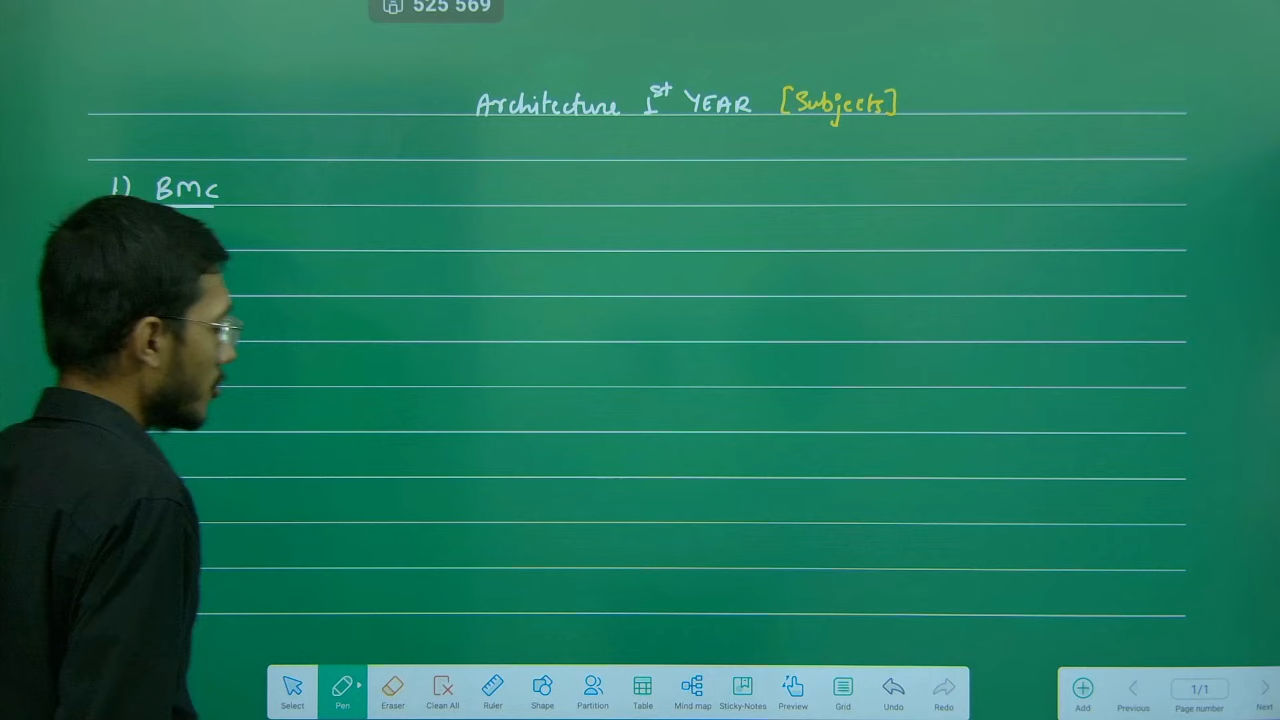 525 569
Architecture 1st YEAR [Subjects]
1) BMC
Select Pen Eraser Clean All Ruler Shape Partition Table Mind map Sticky-Notes Preview Grid Undo Redo
Add Previous 1/1 Page number Next